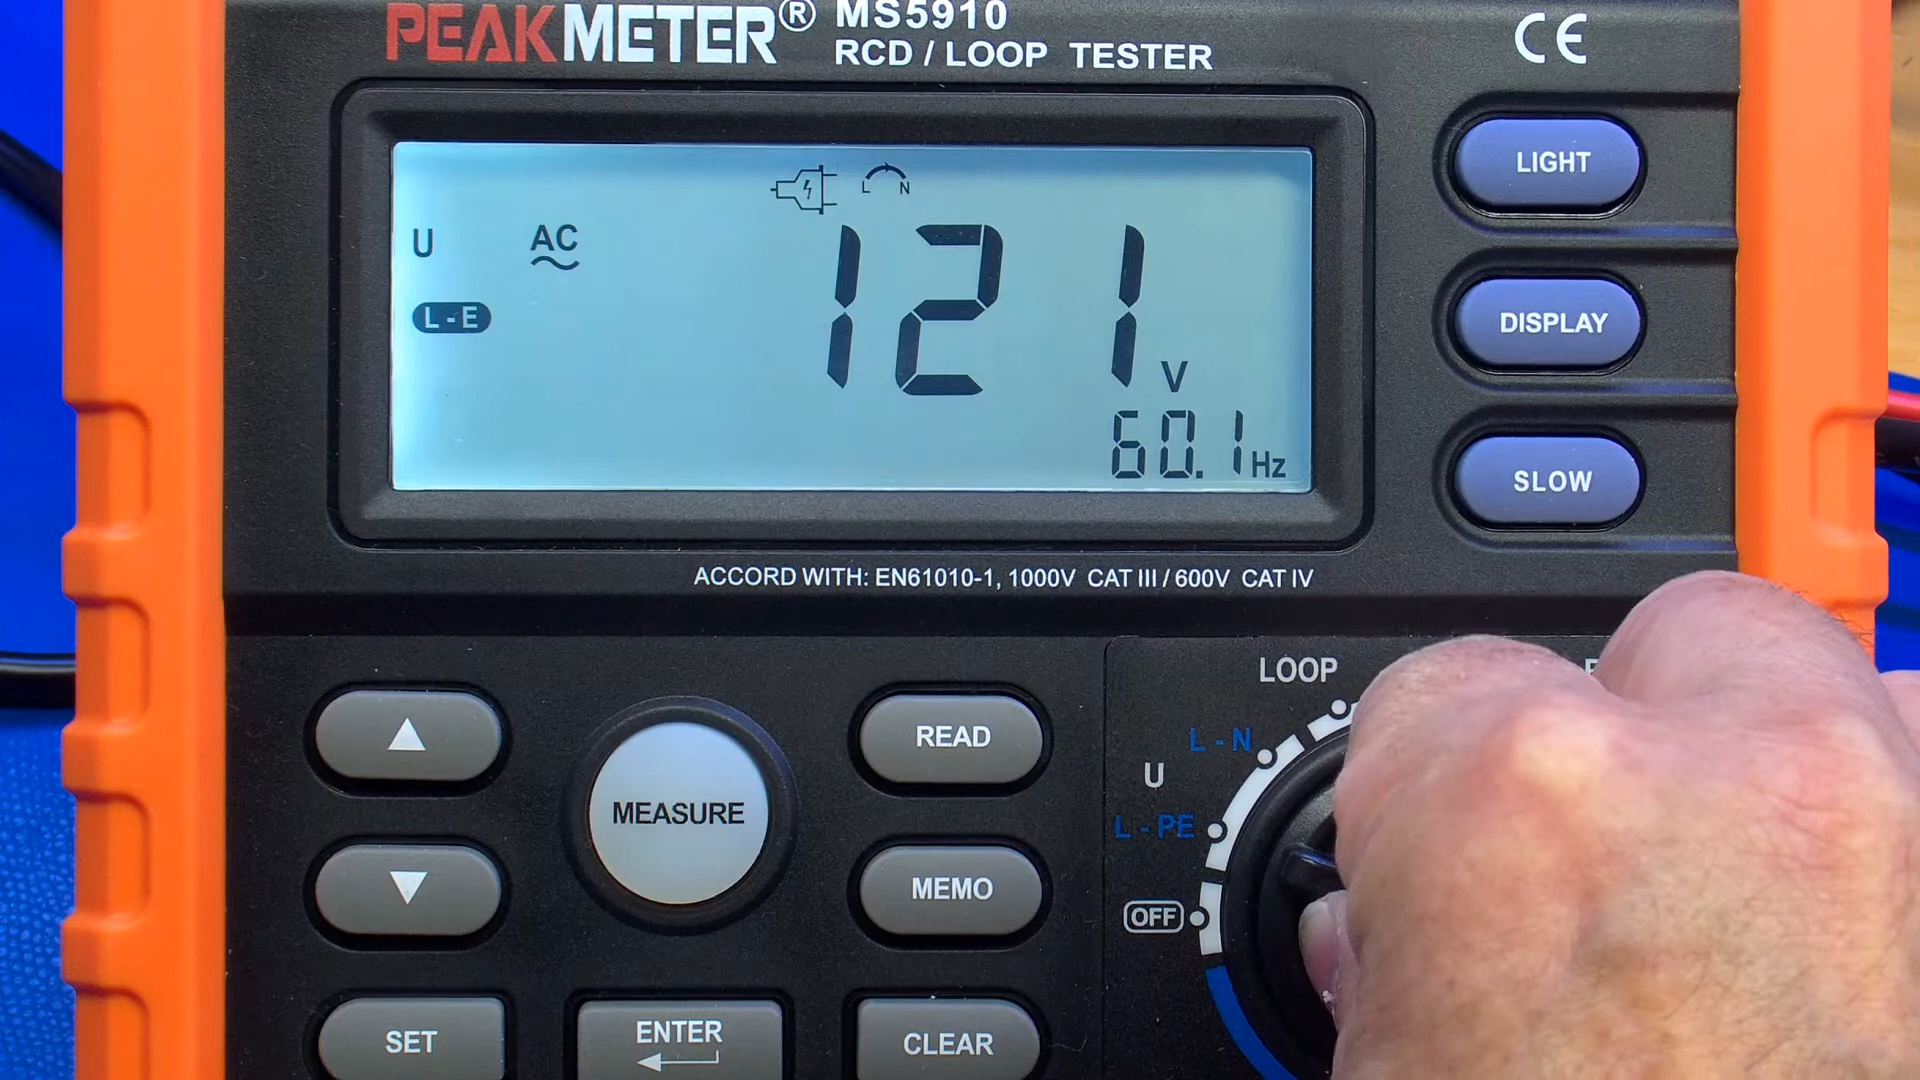 PEAKMETER® MS5910
RCD / LOOP TESTER
CE
L N
U AC
L - E
121 V
60.1 Hz
LIGHT
DISPLAY
SLOW
ACCORD WITH: EN61010-1, 1000V CAT III / 600V CAT IV
LOOP
L - N
U
L - PE
OFF
▲
MEASURE
READ
▼
MEMO
SET
ENTER
CLEAR